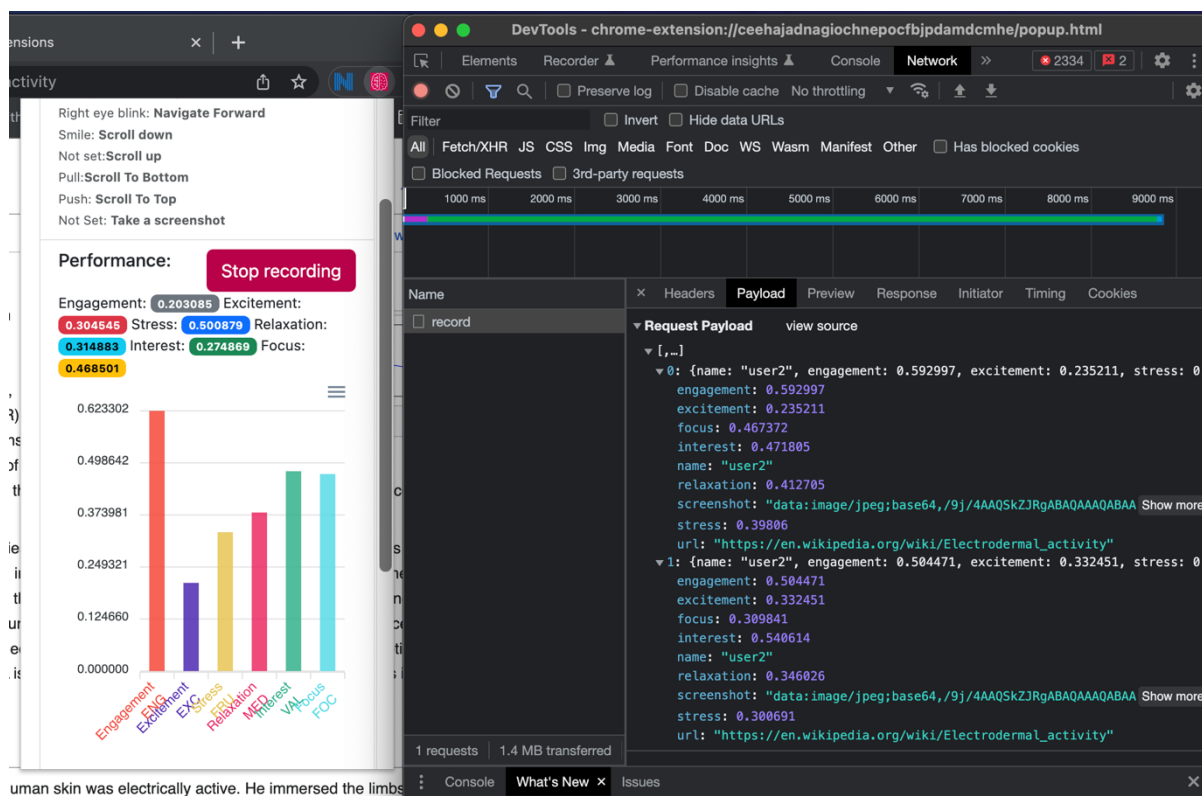 ensions
ctivity
Right eye blink: Navigate Forward
Smile: Scroll down
Not set:Scroll up
Pull:Scroll To Bottom
Push: Scroll To Top
Not Set: Take a screenshot
Performance:
Stop recording
Engagement: 0.203085 Excitement:
0.304545 Stress: 0.500879 Relaxation:
0.314883 Interest: 0.274869 Focus:
0.468501
0.623302
0.498642
0.373981
0.249321
0.124660
0.000000
Engagement
ENG
Excitement
EXC
Stress
FRU
Relaxation
MED
Interest
VAL
Focus
FOC
uman skin was electrically active. He immersed the limbs
DevTools - chrome-extension://ceehajadnagiochnepocfbjpdamdcmhe/popup.html
Elements Recorder Performance insights Console Network » 2334 2
Preserve log Disable cache No throttling
Filter Invert Hide data URLs
All Fetch/XHR JS CSS Img Media Font Doc WS Wasm Manifest Other Has blocked cookies
Blocked Requests 3rd-party requests
1000 ms 2000 ms 3000 ms 4000 ms 5000 ms 6000 ms 7000 ms 8000 ms 9000 ms
Name
record
× Headers Payload Preview Response Initiator Timing Cookies
Request Payload view source
[,…]
0: {name: "user2", engagement: 0.592997, excitement: 0.235211, stress: 0
engagement: 0.592997
excitement: 0.235211
focus: 0.467372
interest: 0.471805
name: "user2"
relaxation: 0.412705
screenshot: "data:image/jpeg;base64,/9j/4AAQSkZJRgABAQAAAQABAA Show more
stress: 0.39806
url: "https://en.wikipedia.org/wiki/Electrodermal_activity"
1: {name: "user2", engagement: 0.504471, excitement: 0.332451, stress: 0
engagement: 0.504471
excitement: 0.332451
focus: 0.309841
interest: 0.540614
name: "user2"
relaxation: 0.346026
screenshot: "data:image/jpeg;base64,/9j/4AAQSkZJRgABAQAAAQABAA Show more
stress: 0.300691
url: "https://en.wikipedia.org/wiki/Electrodermal_activity"
1 requests 1.4 MB transferred
Console What's New × Issues